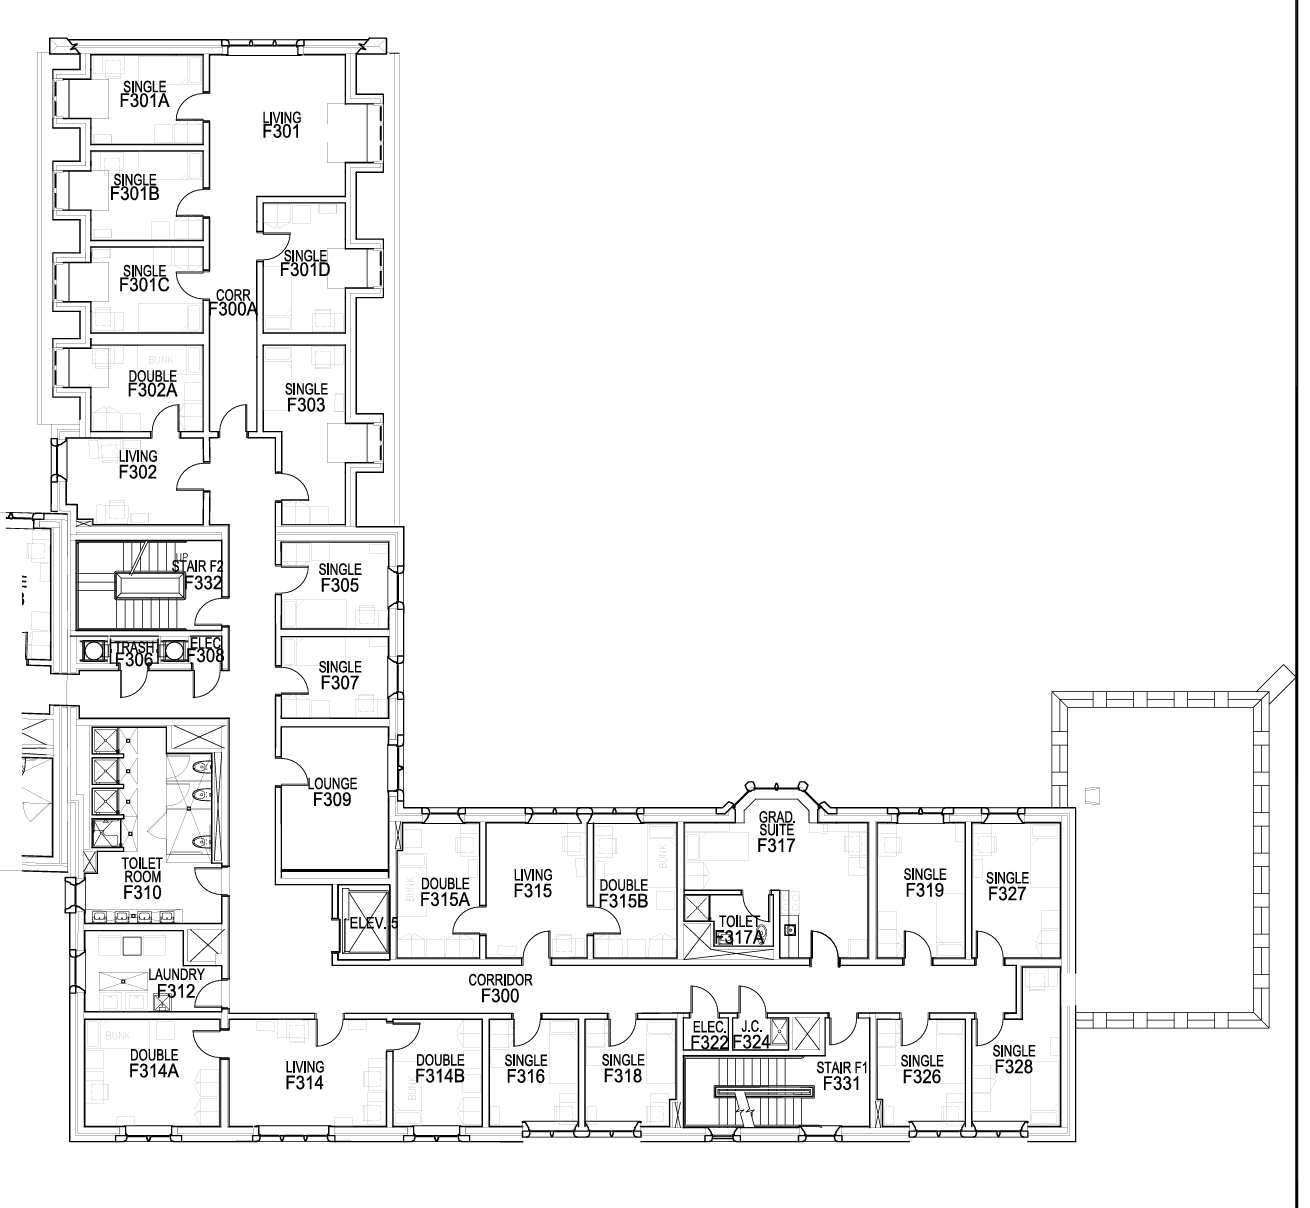 SINGLE
F301A
LIVING
F301
SINGLE
F301B
SINGLE
F301D
SINGLE
F301C
CORR
F300A
BUNK
DOUBLE
F302A
SINGLE
F303
LIVING
F302
UP
STAIR F2
F332
SINGLE
F305
TRASH
F306
ELEC
F308
SINGLE
F307
LOUNGE
F309
GRAD.
SUITE
F317
TOILET
ROOM
F310
DOUBLE
F315A
BUNK
LIVING
F315
DOUBLE
F315B
BUNK
SINGLE
F319
SINGLE
F327
ELEV. 5
TOILET
F317A
LAUNDRY
F312
CORRIDOR
F300
BUNK
DOUBLE
F314A
LIVING
F314
DOUBLE
F314B
BUNK
SINGLE
F316
SINGLE
F318
ELEC.
F322
J.C.
F324
STAIR F1
F331
SINGLE
F326
SINGLE
F328